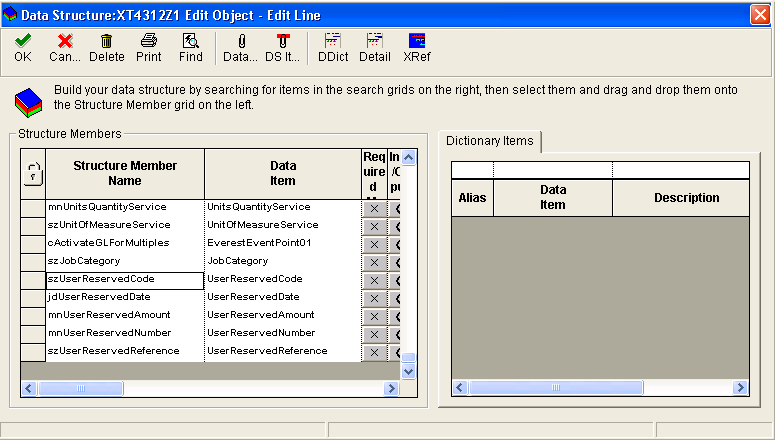 Data Structure:XT4312Z1 Edit Object - Edit Line
OK Can... Delete Print Find Data... DS It... DDict Detail XRef
Build your data structure by searching for items in the search grids on the right, then select them and drag and drop them onto
the Structure Member grid on the left.
Structure Members
Structure Member Name Data Item Req uire d In /O pu
mnUnitsQuantityService UnitsQuantityService
szUnitOfMeasureService UnitOfMeasureService
cActivateGLForMultiples EverestEventPoint01
szJobCategory JobCategory
szUserReservedCode UserReservedCode
jdUserReservedDate UserReservedDate
mnUserReservedAmount UserReservedAmount
mnUserReservedNumber UserReservedNumber
szUserReservedReference UserReservedReference
Dictionary Items
Alias Data Item Description